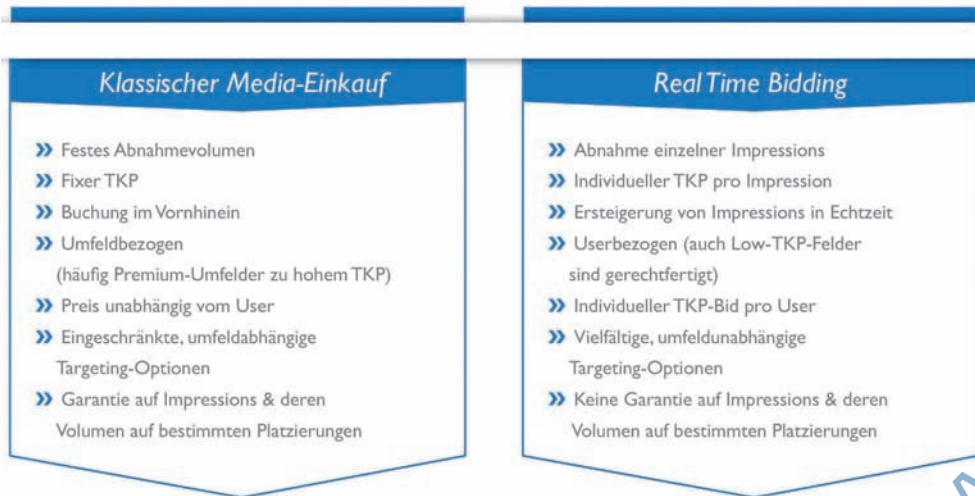 Klassischer Media-Einkauf
» Festes Abnahmevolumen
» Fixer TKP
» Buchung im Vornhinein
» Umfeldbezogen
(häufig Premium-Umfelder zu hohem TKP)
» Preis unabhängig vom User
» Eingeschränkte, umfeldabhängige
Targeting-Optionen
» Garantie auf Impressions & deren
Volumen auf bestimmten Platzierungen
Real Time Bidding
» Abnahme einzelner Impressions
» Individueller TKP pro Impression
» Ersteigerung von Impressions in Echtzeit
» Userbezogen (auch Low-TKP-Felder
sind gerechtfertigt)
» Individueller TKP-Bid pro User
» Vielfältige, umfeldunabhängige
Targeting-Optionen
» Keine Garantie auf Impressions & deren
Volumen auf bestimmten Platzierungen